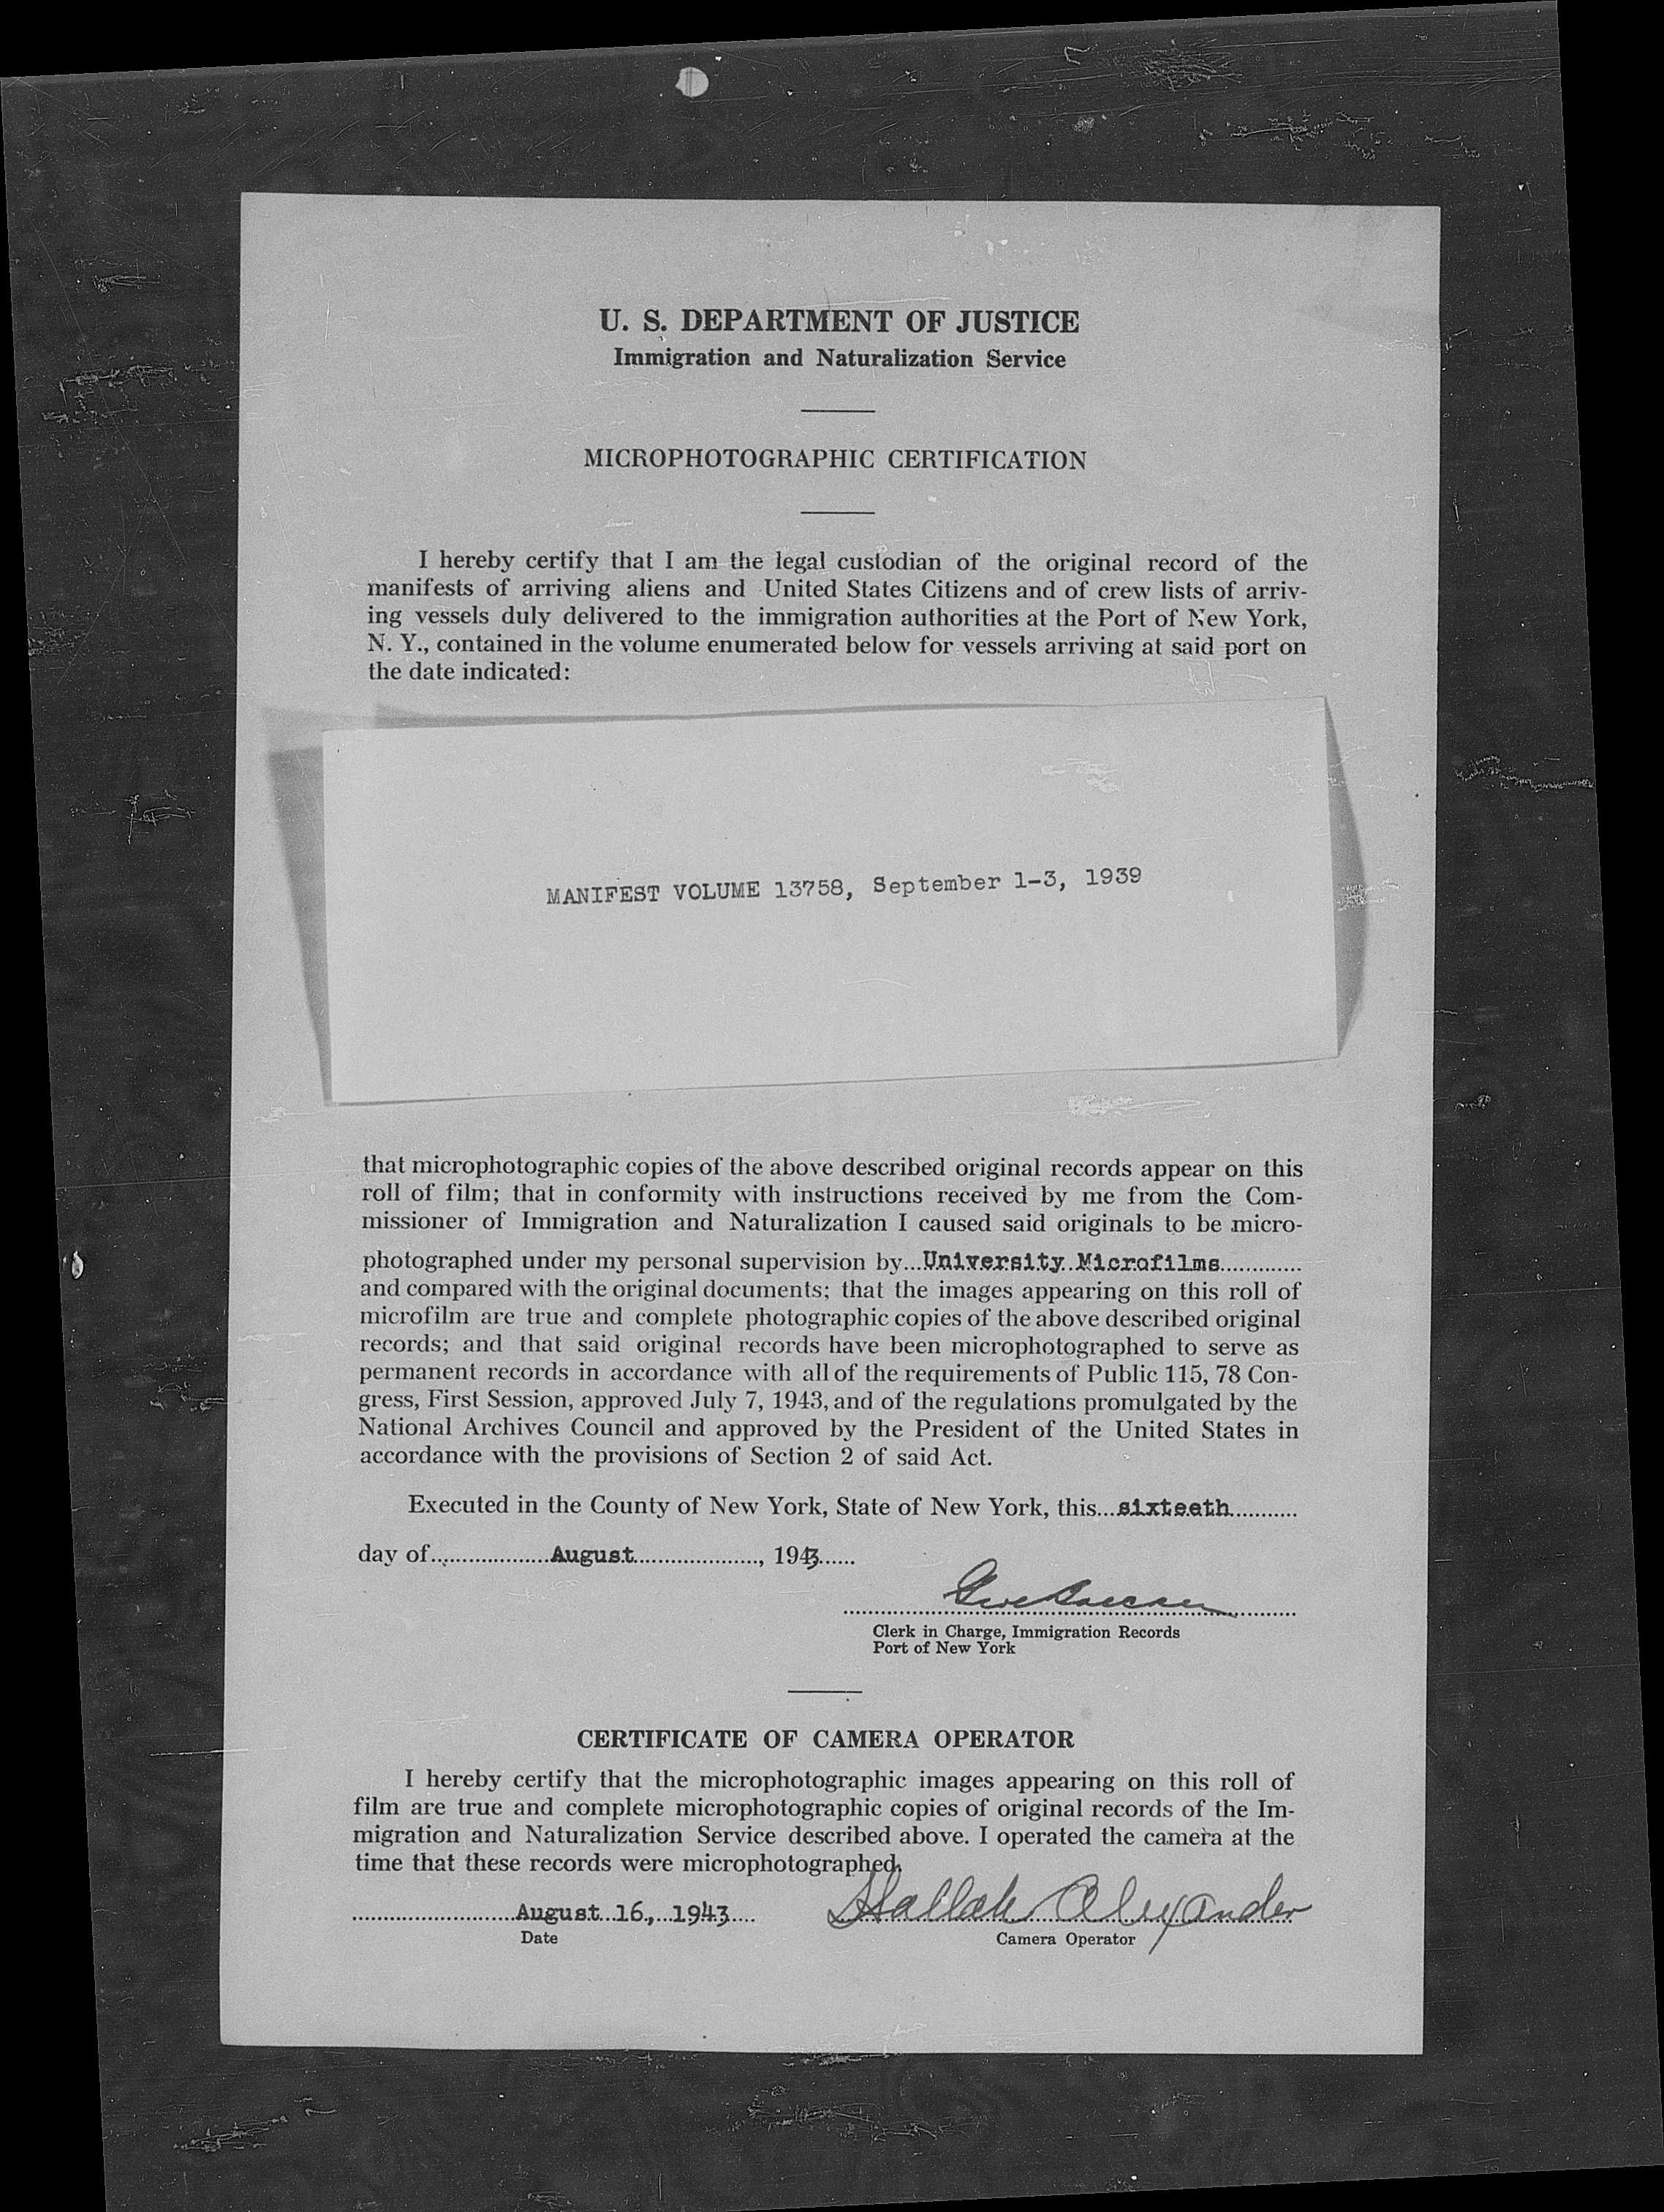 U. S. DEPARTMENT OF JUSTICE
Immigration and Naturalization Service
MICROPHOTOGRAPHIC CERTIFICATION
I hereby certify that I am the legal custodian of the original record of the
manifests of arriving aliens and United States Citizens and of crew lists of arriv-
ing vessels duly delivered to the immigration authorities at the Port of New York,
N. Y., contained in the volume enumerated below for vessels arriving at said port on
the date indicated:
MANIFEST VOLUME 13758, September 1-3, 1939
that microphotographic copies of the above described original records appear on this
roll of film; that in conformity with instructions received by me from the Com-
missioner of Immigration and Naturalization I caused said originals to be micro-
photographed under my personal supervision by...University Microfilms............
and compared with the original documents; that the images appearing on this roll of
microfilm are true and complete photographic copies of the above described original
records; and that said original records have been microphotographed to serve as
permanent records in accordance with all of the requirements of Public 115, 78 Con-
gress, First Session, approved July 7, 1943, and of the regulations promulgated by the
National Archives Council and approved by the President of the United States in
accordance with the provisions of Section 2 of said Act.
Executed in the County of New York, State of New York, this...sixteeth...........
day of...................August...................., 1943......
Clerk in Charge, Immigration Records
Port of New York
CERTIFICATE OF CAMERA OPERATOR
I hereby certify that the microphotographic images appearing on this roll of
film are true and complete microphotographic copies of original records of the Im-
migration and Naturalization Service described above. I operated the camera at the
time that these records were microphotographed.
..........................August 16, 1943.... Alexander
Date Camera Operator